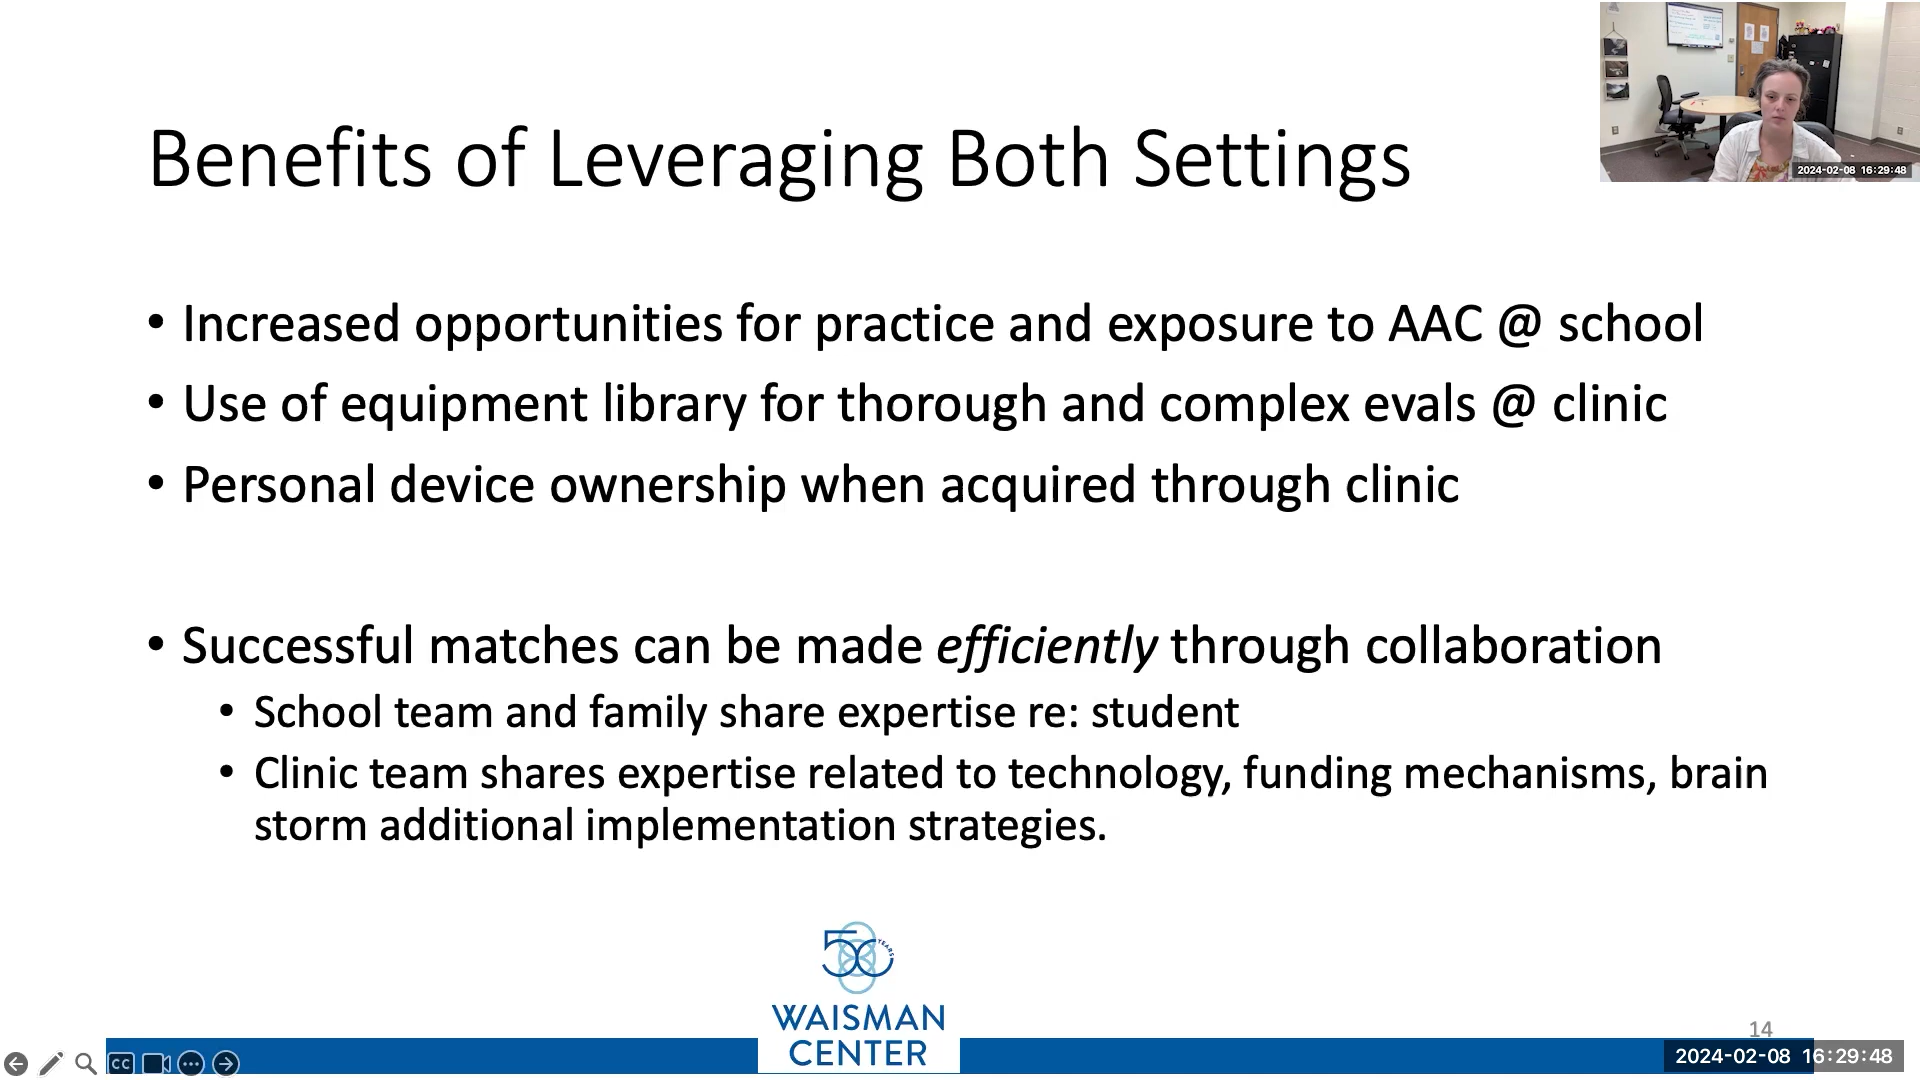 Benefits of Leveraging Both Settings
2024-02-08 16:29:48
• Increased opportunities for practice and exposure to AAC @ school
• Use of equipment library for thorough and complex evals @ clinic
• Personal device ownership when acquired through clinic
• Successful matches can be made efficiently through collaboration
• School team and family share expertise re: student
• Clinic team shares expertise related to technology, funding mechanisms, brain
storm additional implementation strategies.
50 YEARS
WAISMAN
CENTER
14
CC
2024-02-08 16:29:48